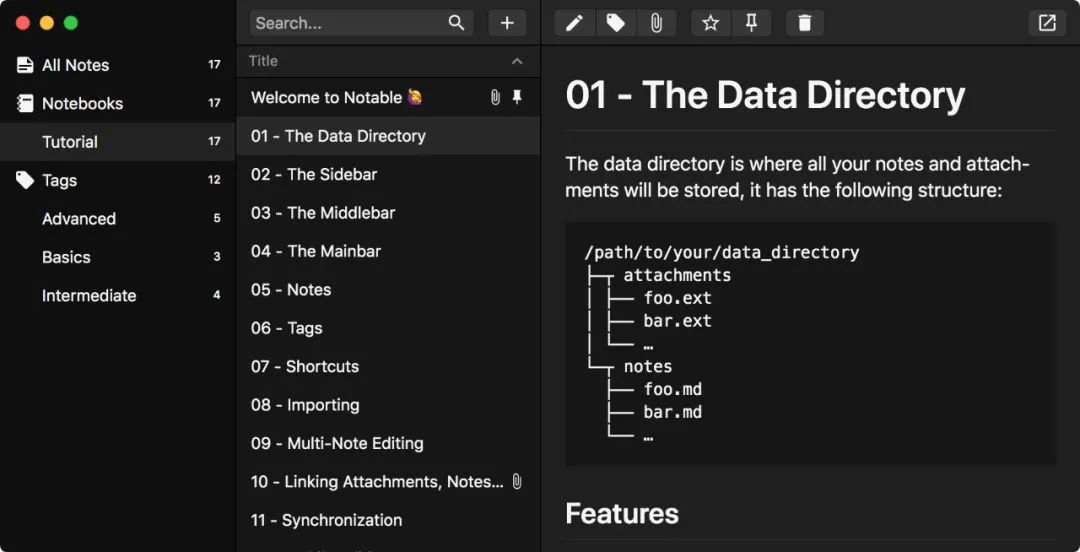 Search...
All Notes 17
Notebooks 17
Tutorial 17
Tags 12
Advanced 5
Basics 3
Intermediate 4
Title
Welcome to Notable 🙋
01 - The Data Directory
02 - The Sidebar
03 - The Middlebar
04 - The Mainbar
05 - Notes
06 - Tags
07 - Shortcuts
08 - Importing
09 - Multi-Note Editing
10 - Linking Attachments, Notes...
11 - Synchronization
01 - The Data Directory
The data directory is where all your notes and attach-
ments will be stored, it has the following structure:
/path/to/your/data_directory
├─┬ attachments
│ ├── foo.ext
│ ├── bar.ext
│ └── …
└─┬ notes
  ├── foo.md
  ├── bar.md
  └── …
Features